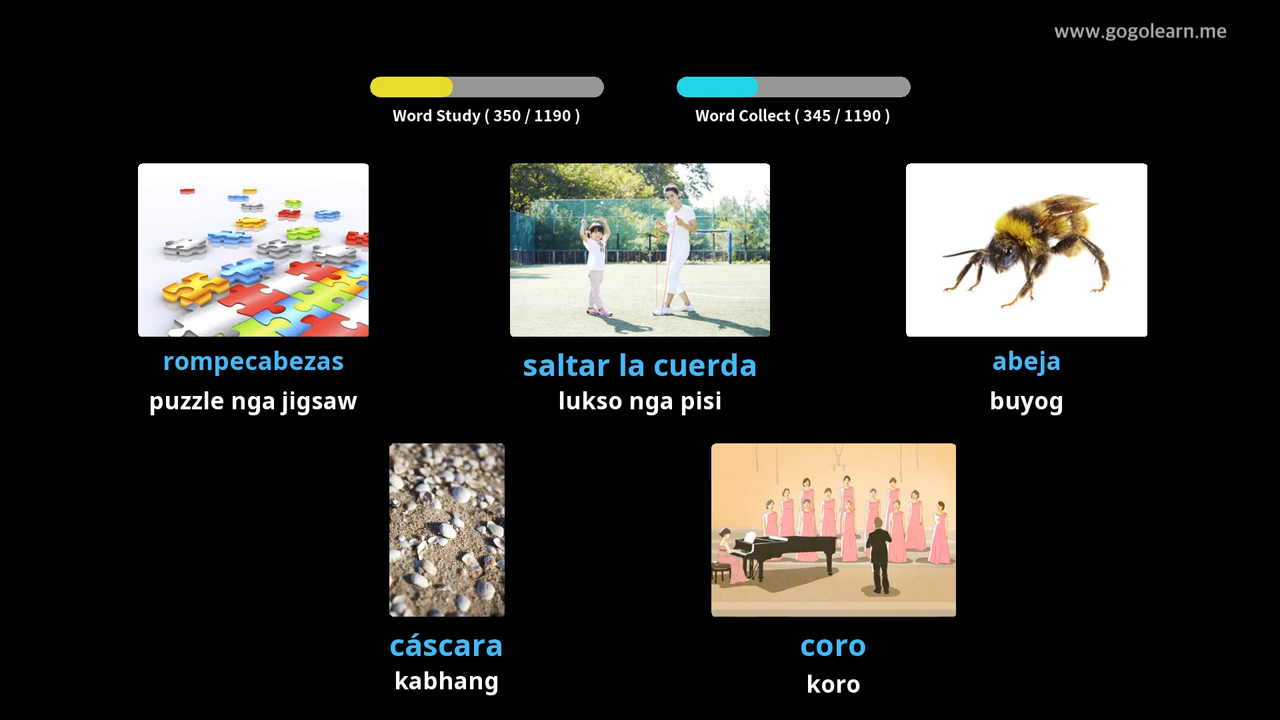 www.gogolearn.me
Word Study ( 350 / 1190 )
Word Collect ( 345 / 1190 )
rompecabezas
puzzle nga jigsaw
saltar la cuerda
lukso nga pisi
abeja
buyog
cáscara
kabhang
coro
koro